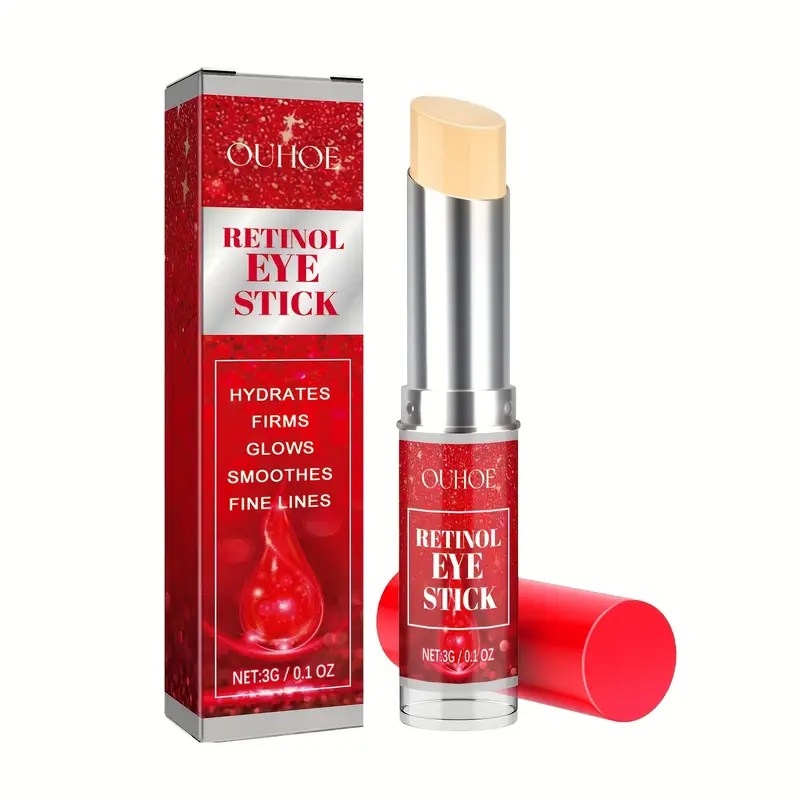 OUHOE
RETINOL
EYE
STICK
HYDRATES
FIRMS
GLOWS
SMOOTHES
FINE LINES
NET:3G / 0.1 OZ
OUHOE
RETINOL
EYE
STICK
NET:3G / 0.1 OZ